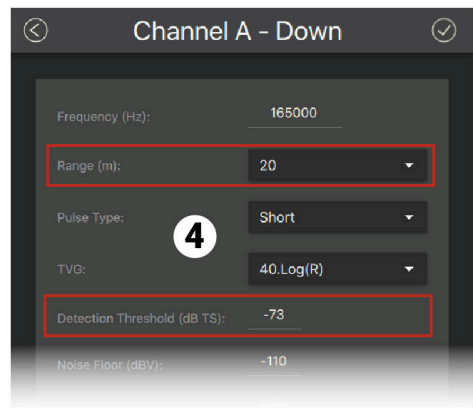 Channel A - Down
Frequency (Hz): 165000
Range (m): 20
Pulse Type: Short
4
TVG: 40.Log(R)
Detection Threshold (dB TS): -73
Noise Floor (dBV): -110